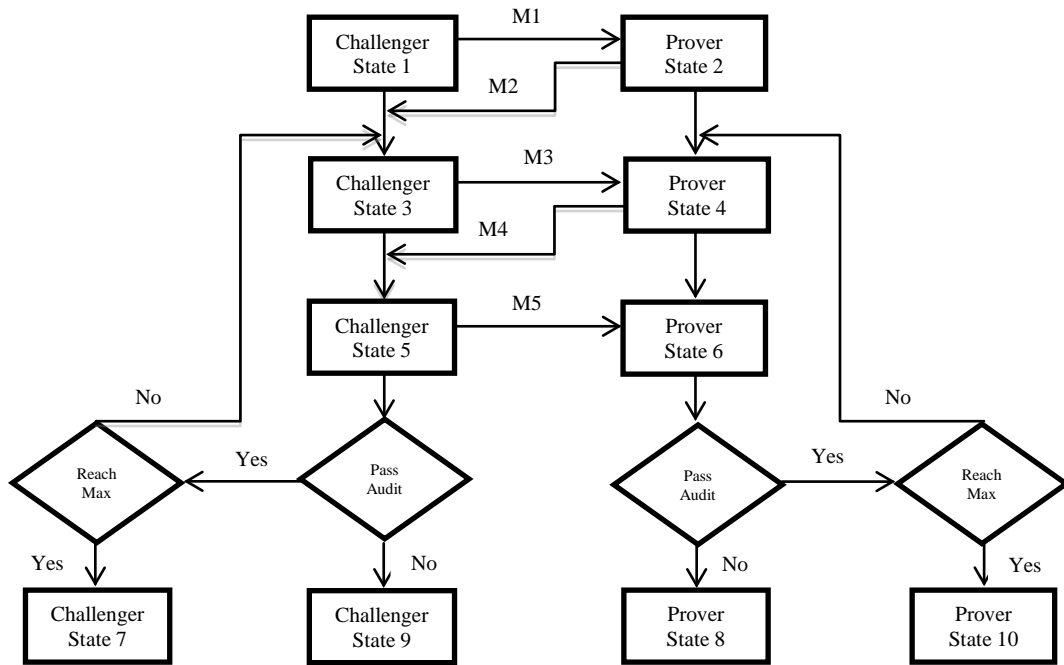 M1
Challenger
State 1
Prover
State 2
M2
M3
Challenger
State 3
Prover
State 4
M4
M5
Challenger
State 5
Prover
State 6
No
No
Reach
Max
Yes
Pass
Audit
Pass
Audit
Yes
Reach
Max
Yes
No
No
Yes
Challenger
State 7
Challenger
State 9
Prover
State 8
Prover
State 10